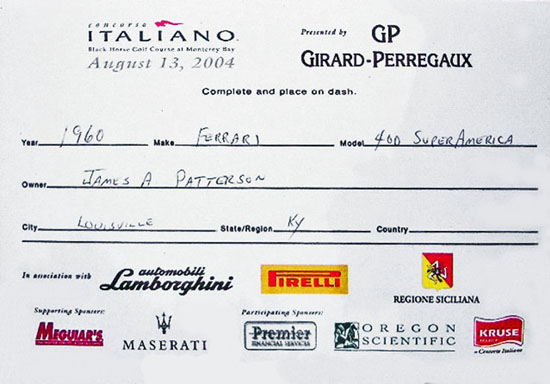 concorso Presented by GP
ITALIANO
Black Horse Golf Course at Monterey Bay GIRARD-PERREGAUX
August 13, 2004
Complete and place on dash.
Year 1960 Make FERRARI Model 400 SUPERAMERICA
Owner JAMES A PATTERSON
City LOUISVILLE State/Region KY Country
In association with automobili Lamborghini PIRELLI
REGIONE SICILIANA
Supporting Sponsors: Participating Sponsors:
MEGUIAR'S MASERATI Premier FINANCIAL SERVICES OREGON SCIENTIFIC KRUSE